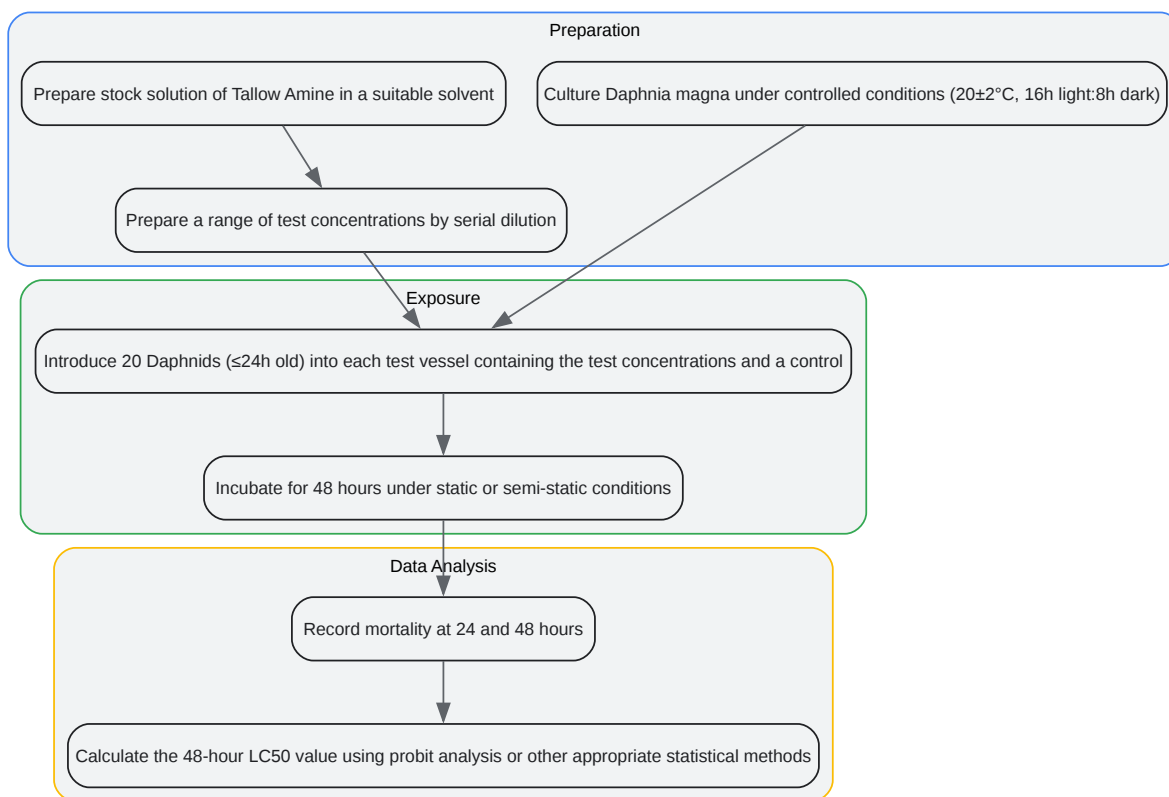 Preparation
Prepare stock solution of Tallow Amine in a suitable solvent
Culture Daphnia magna under controlled conditions (20±2°C, 16h light:8h dark)
Prepare a range of test concentrations by serial dilution
Exposure
Introduce 20 Daphnids (≤24h old) into each test vessel containing the test concentrations and a control
Incubate for 48 hours under static or semi-static conditions
Data Analysis
Record mortality at 24 and 48 hours
Calculate the 48-hour LC50 value using probit analysis or other appropriate statistical methods